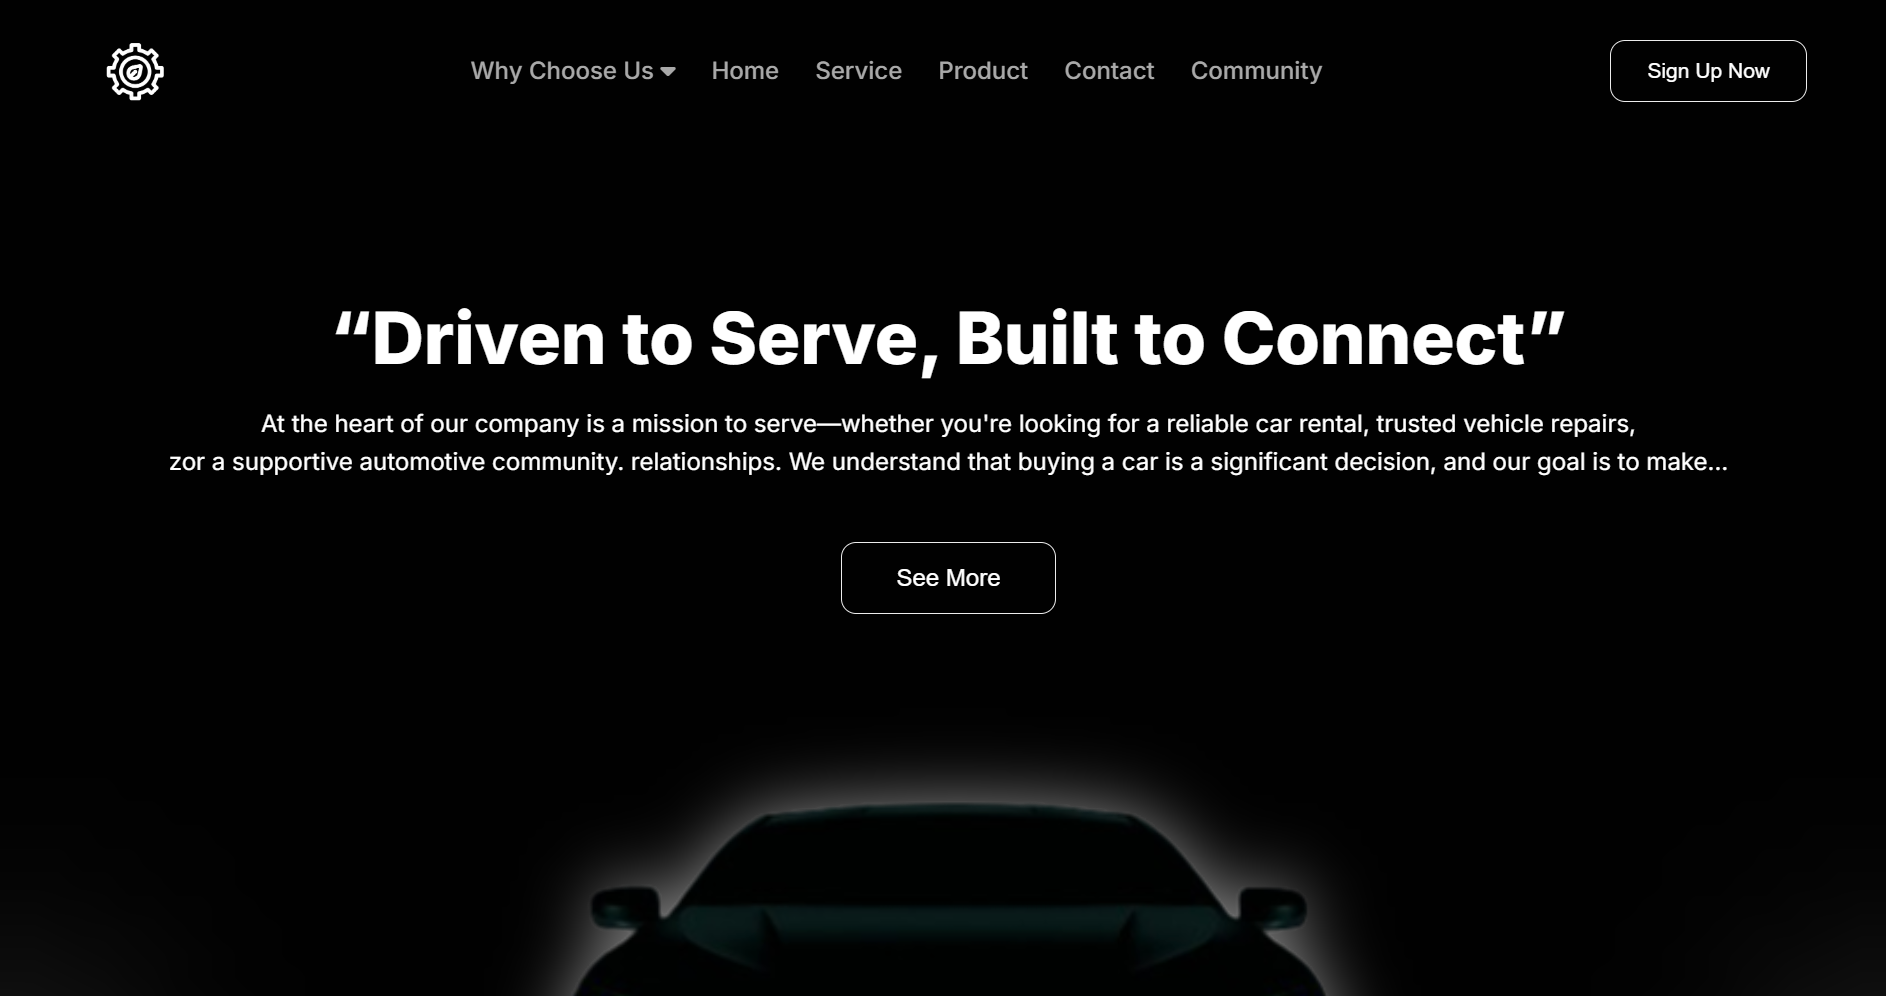 Why Choose Us Home Service Product Contact Community Sign Up Now
“Driven to Serve, Built to Connect”
At the heart of our company is a mission to serve—whether you're looking for a reliable car rental, trusted vehicle repairs,
zor a supportive automotive community. relationships. We understand that buying a car is a significant decision, and our goal is to make...
See More